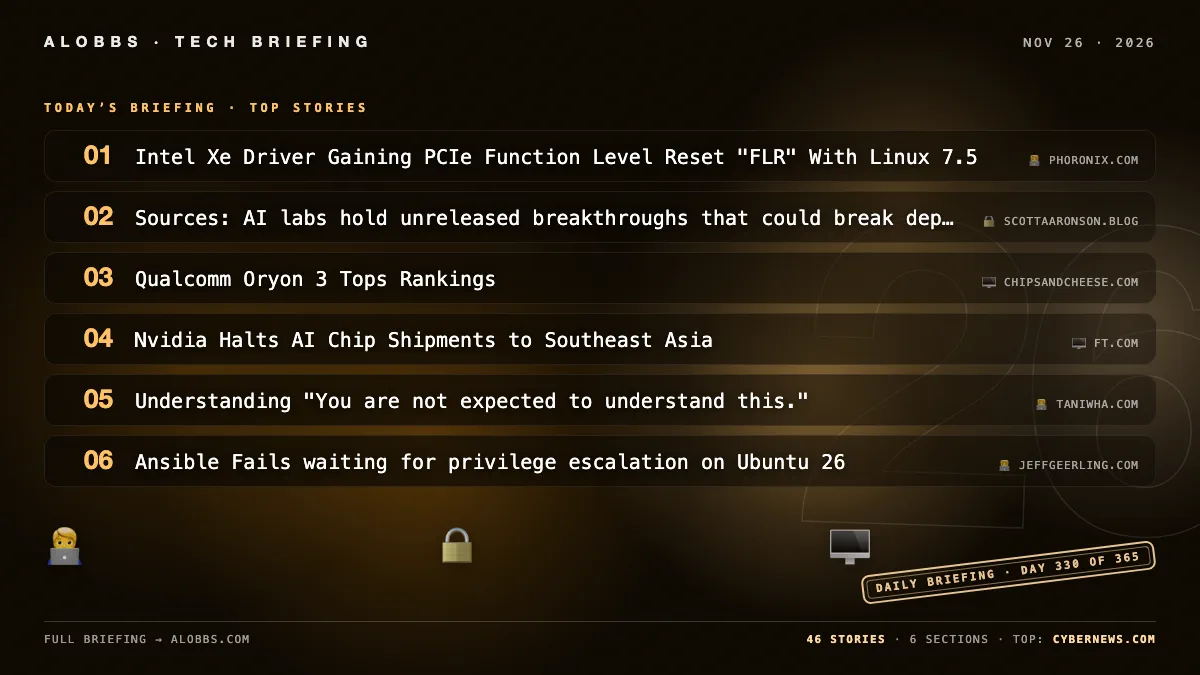 ALOBBS · TECH BRIEFING
NOV 26 · 2026
TODAY’S BRIEFING · TOP STORIES
01 Intel Xe Driver Gaining PCIe Function Level Reset "FLR" With Linux 7.5 PHORONIX.COM
02 Sources: AI labs hold unreleased breakthroughs that could break dep… SCOTTAARONSON.BLOG
03 Qualcomm Oryon 3 Tops Rankings CHIPSANDCHEESE.COM
04 Nvidia Halts AI Chip Shipments to Southeast Asia FT.COM
05 Understanding "You are not expected to understand this." TANIWHA.COM
06 Ansible Fails waiting for privilege escalation on Ubuntu 26 JEFFGEERLING.COM
26
DAILY BRIEFING · DAY 330 OF 365
FULL BRIEFING → ALOBBS.COM
46 STORIES · 6 SECTIONS · TOP: CYBERNEWS.COM